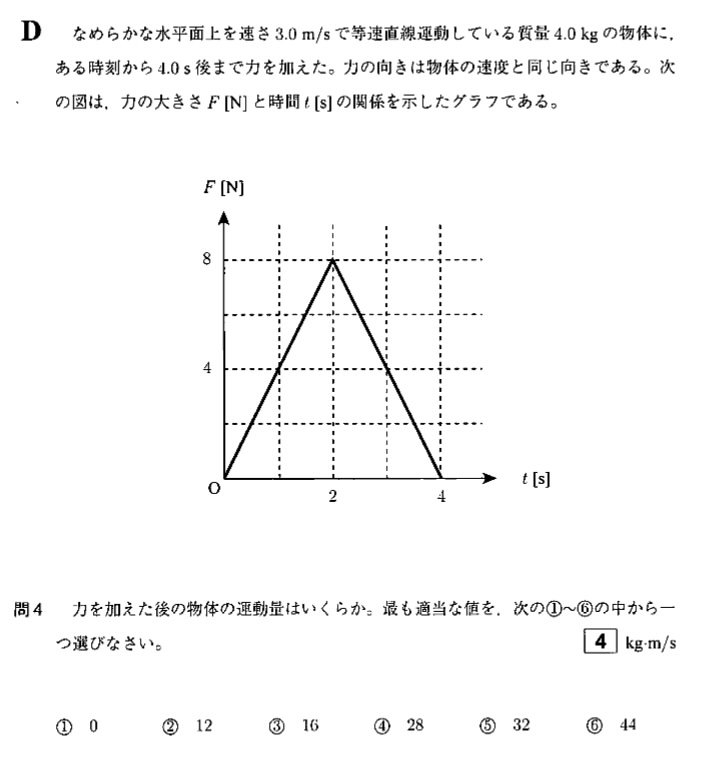 D なめらかな水平面上を速さ 3.0 m/s で等速直線運動している質量 4.0 kg の物体に，
ある時刻から 4.0 s 後まで力を加えた。力の向きは物体の速度と同じ向きである。次
の図は，力の大きさ F [N] と時間 t [s] の関係を示したグラフである。
F [N]
8
4
O
2
4
t [s]
問4 力を加えた後の物体の運動量はいくらか。最も適当な値を，次の①～⑥の中から一
つ選びなさい。
4 kg·m/s
① 0 ② 12 ③ 16 ④ 28 ⑤ 32 ⑥ 44